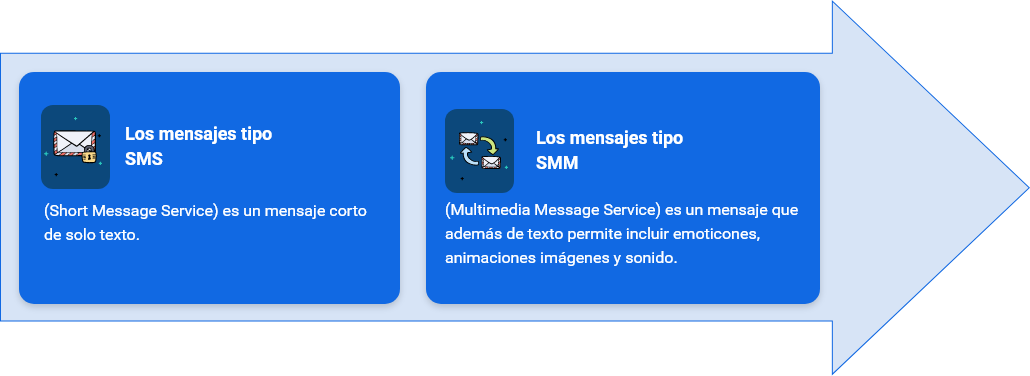 Los mensajes tipo
SMS
(Short Message Service) es un mensaje corto
de solo texto.
Los mensajes tipo
SMM
(Multimedia Message Service) es un mensaje que
además de texto permite incluir emoticones,
animaciones imágenes y sonido.